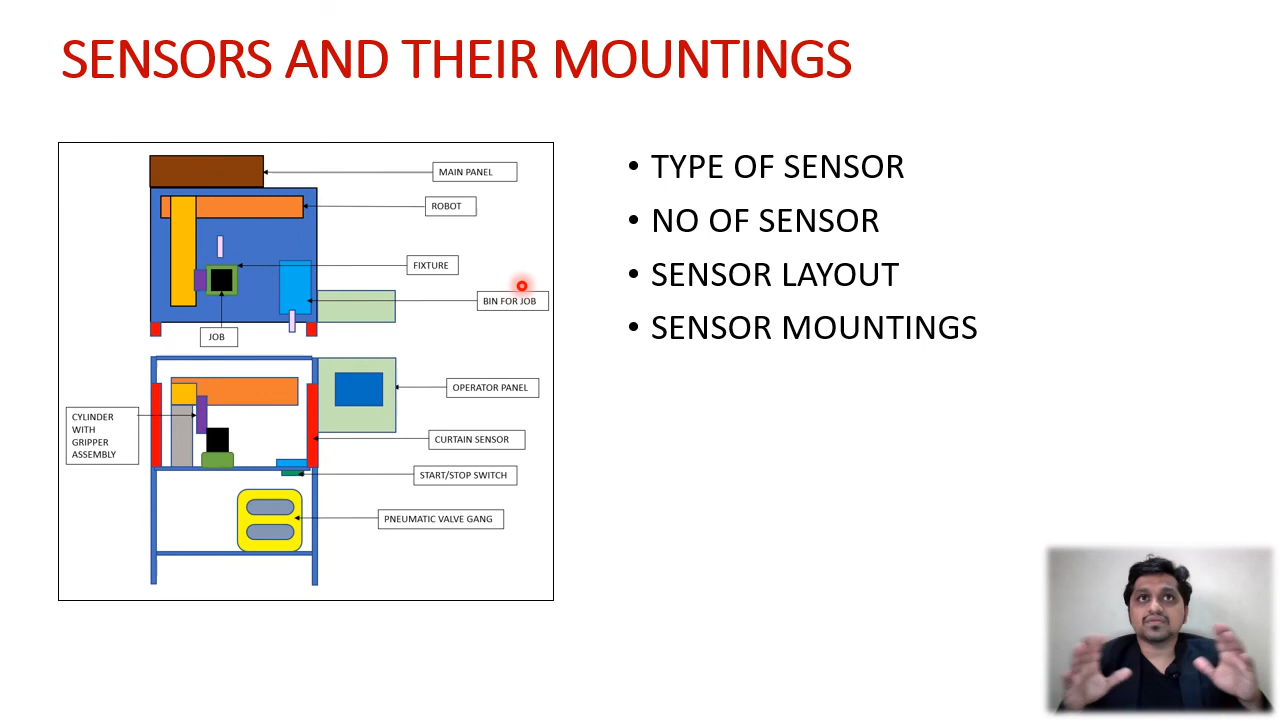 SENSORS AND THEIR MOUNTINGS
MAIN PANEL
ROBOT
FIXTURE
BIN FOR JOB
JOB
OPERATOR PANEL
CYLINDER
WITH
GRIPPER
ASSEMBLY
CURTAIN SENSOR
START/STOP SWITCH
PNEUMATIC VALVE GANG
• TYPE OF SENSOR
• NO OF SENSOR
• SENSOR LAYOUT
• SENSOR MOUNTINGS